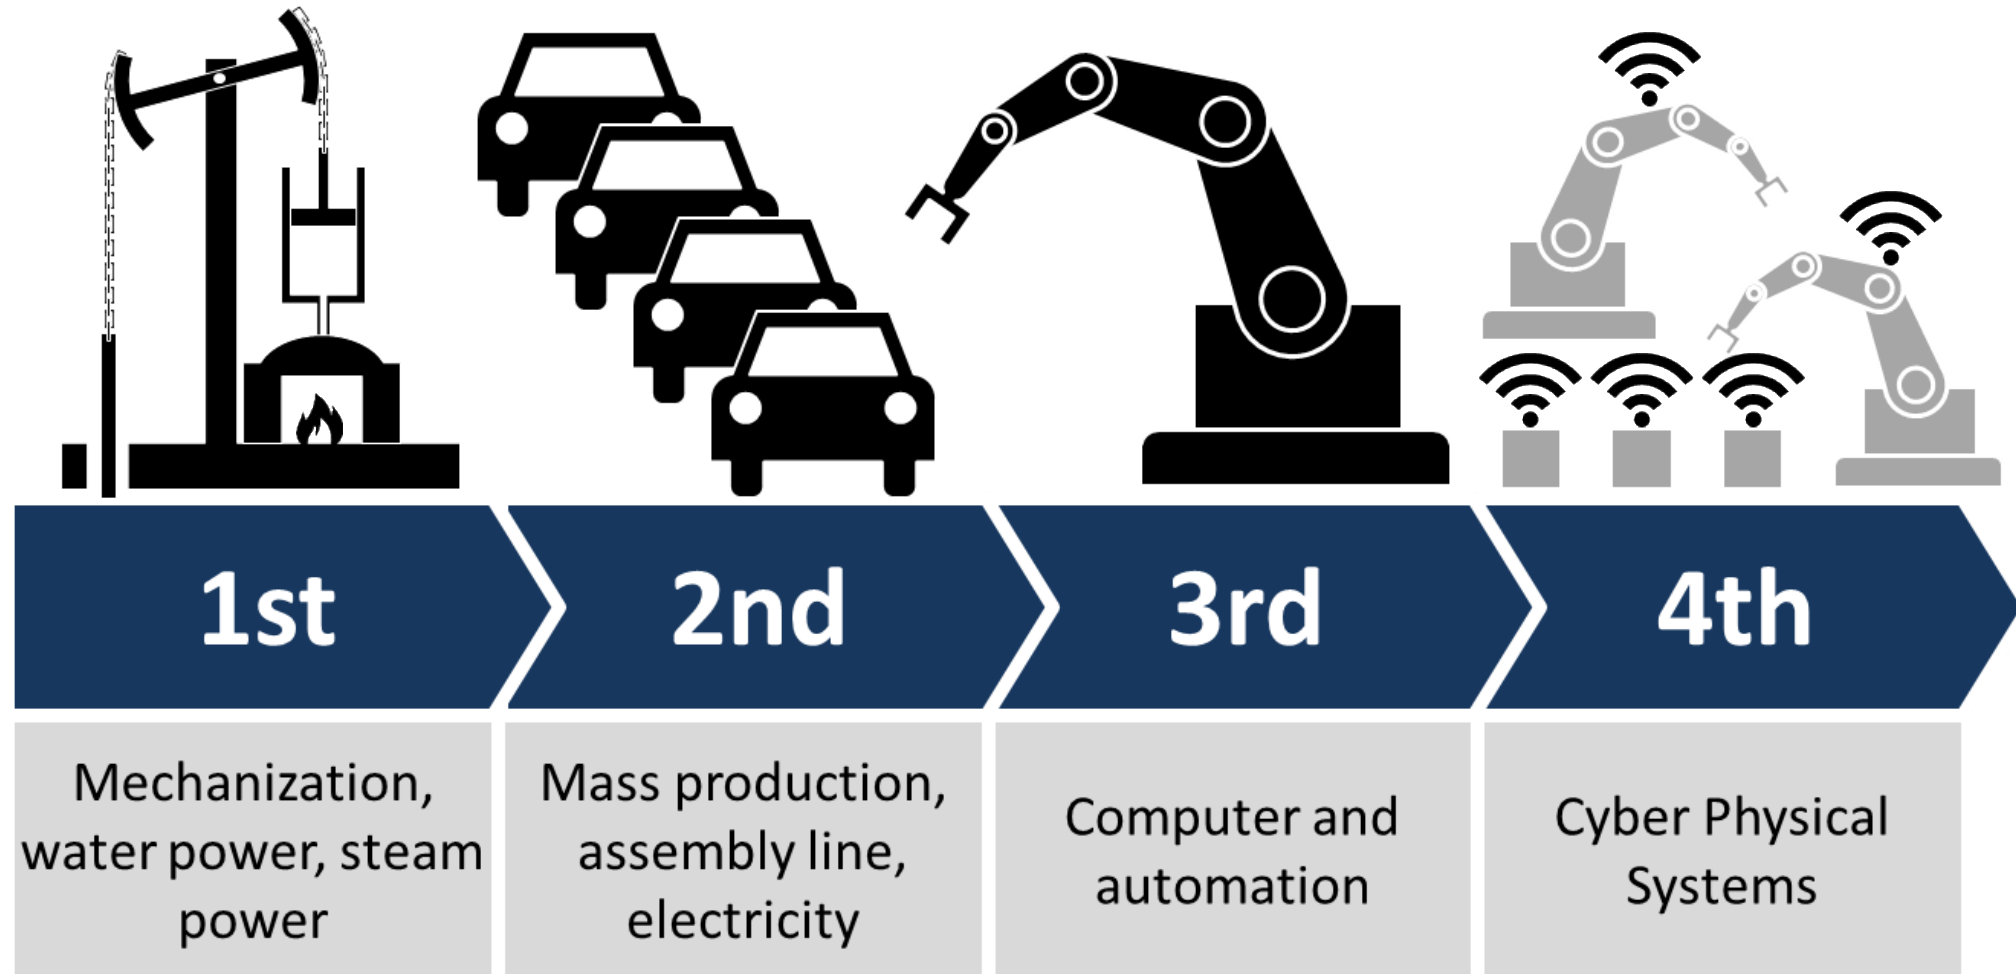 1st
2nd
3rd
4th
Mechanization,
water power, steam
power
Mass production,
assembly line,
electricity
Computer and
automation
Cyber Physical
Systems